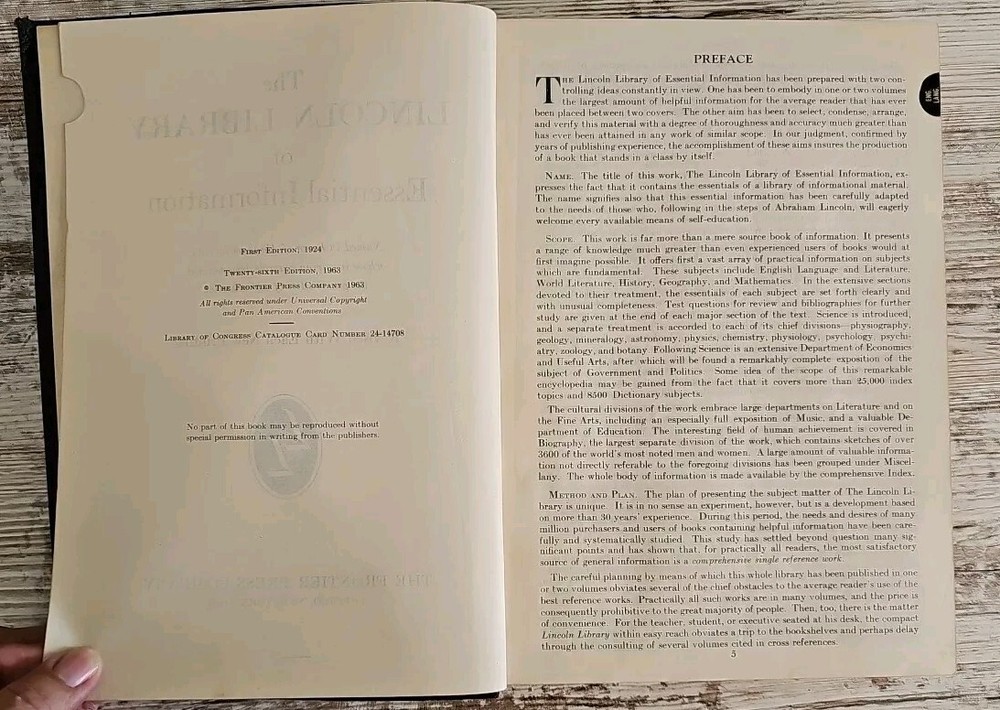 First Edition, 1924
Twenty-sixth Edition, 1963
© The Frontier Press Company 1963
All rights reserved under Universal Copyright
and Pan American Conventions
Library of Congress Catalogue Card Number 24-14708
No part of this book may be reproduced without
special permission in writing from the publishers.
PREFACE
The Lincoln Library of Essential Information has been prepared with two con-
trolling ideas constantly in view. One has been to embody in one or two volumes
the largest amount of helpful information for the average reader that has ever
been placed between two covers. The other aim has been to select, condense, arrange,
and verify this material with a degree of thoroughness and accuracy much greater than
has ever been attained in any work of similar scope. In our judgment, confirmed by
years of publishing experience, the accomplishment of these aims insures the production
of a book that stands in a class by itself.
Name. The title of this work, The Lincoln Library of Essential Information, ex-
presses the fact that it contains the essentials of a library of informational material.
The name signifies also that this essential information has been carefully adapted
to the needs of those who, following in the steps of Abraham Lincoln, will eagerly
welcome every available means of self-education.
Scope. This work is far more than a mere source book of information. It presents
a range of knowledge much greater than even experienced users of books would at
first imagine possible. It offers first a vast array of practical information on subjects
which are fundamental. These subjects include English Language and Literature,
World Literature, History, Geography, and Mathematics. In the extensive sections
devoted to their treatment, the essentials of each subject are set forth clearly and
with unusual completeness. Test questions for review and bibliographies for further
study are given at the end of each major section of the text. Science is introduced,
and a separate treatment is accorded to each of its chief divisions—physiography,
geology, mineralogy, astronomy, physics, chemistry, physiology, psychology, psychi-
atry, zoology, and botany. Following Science is an extensive Department of Economics
and Useful Arts, after which will be found a remarkably complete exposition of the
subject of Government and Politics. Some idea of the scope of this remarkable
encyclopedia may be gained from the fact that it covers more than 25,000 index
topics and 8500 Dictionary subjects.
The cultural divisions of the work embrace large departments on Literature and on
the Fine Arts, including an especially full exposition of Music, and a valuable De-
partment of Education. The interesting field of human achievement is covered in
Biography, the largest separate division of the work, which contains sketches of over
3600 of the world's most noted men and women. A large amount of valuable informa-
tion not directly referable to the foregoing divisions has been grouped under Miscel-
lany. The whole body of information is made available by the comprehensive Index.
Method and Plan. The plan of presenting the subject matter of The Lincoln Li-
brary is unique. It is in no sense an experiment, however, but is a development based
on more than 30 years' experience. During this period, the needs and desires of many
million purchasers and users of books containing helpful information have been care-
fully and systematically studied. This study has settled beyond question many sig-
nificant points and has shown that, for practically all readers, the most satisfactory
source of general information is a comprehensive single reference work.
The careful planning by means of which this whole library has been published in one
or two volumes obviates several of the chief obstacles to the average reader's use of the
best reference works. Practically all such works are in many volumes, and the price is
consequently prohibitive to the great majority of people. Then, too, there is the matter
of convenience. For the teacher, student, or executive seated at his desk, the compact
Lincoln Library within easy reach obviates a trip to the bookshelves and perhaps delay
through the consulting of several volumes cited in cross references.
5
ENG
LANG
The
LINCOLN LIBRARY
of
Essential Information
THE FRONTIER PRESS COMPANY